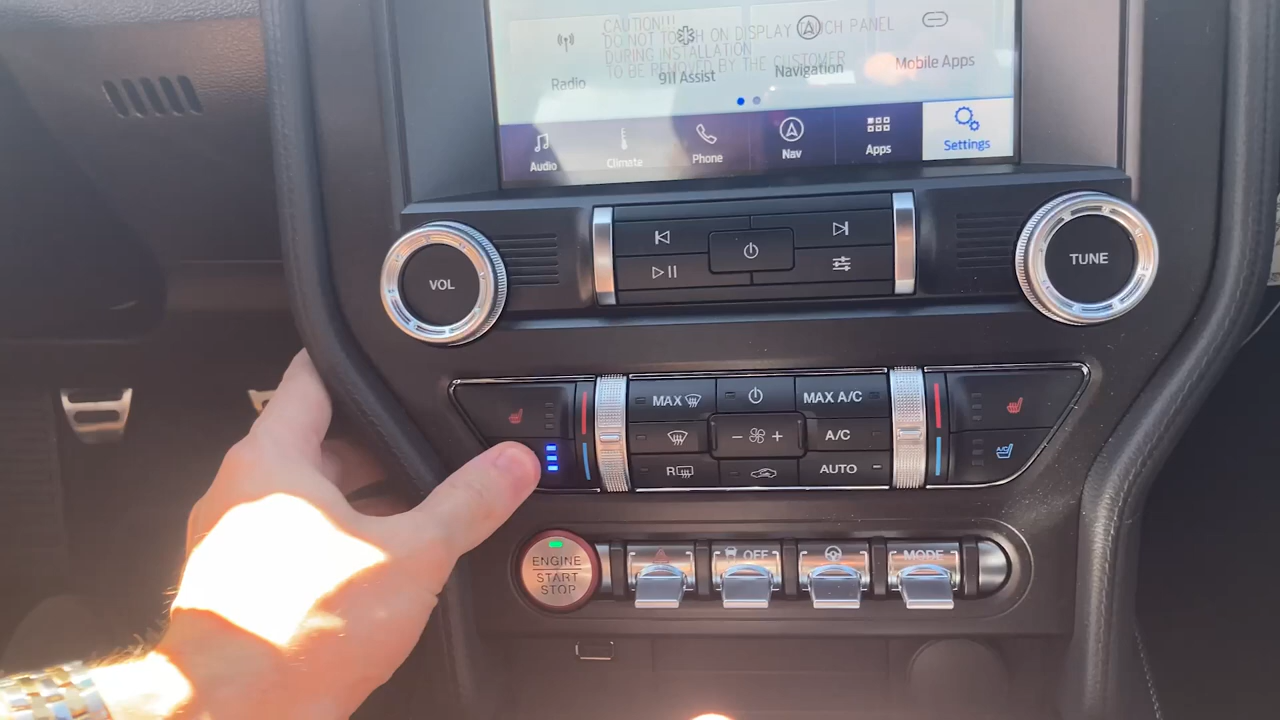 CAUTION!!!
DO NOT TOUCH ON DISPLAY TOUCH PANEL
DURING INSTALLATION
TO BE REMOVED BY THE CUSTOMER
Radio
911 Assist
Navigation
Mobile Apps
Audio
Climate
Phone
Nav
Apps
Settings
VOL
TUNE
MAX
MAX A/C
A/C
R
AUTO
A/C
ENGINE
START
STOP
OFF
MODE